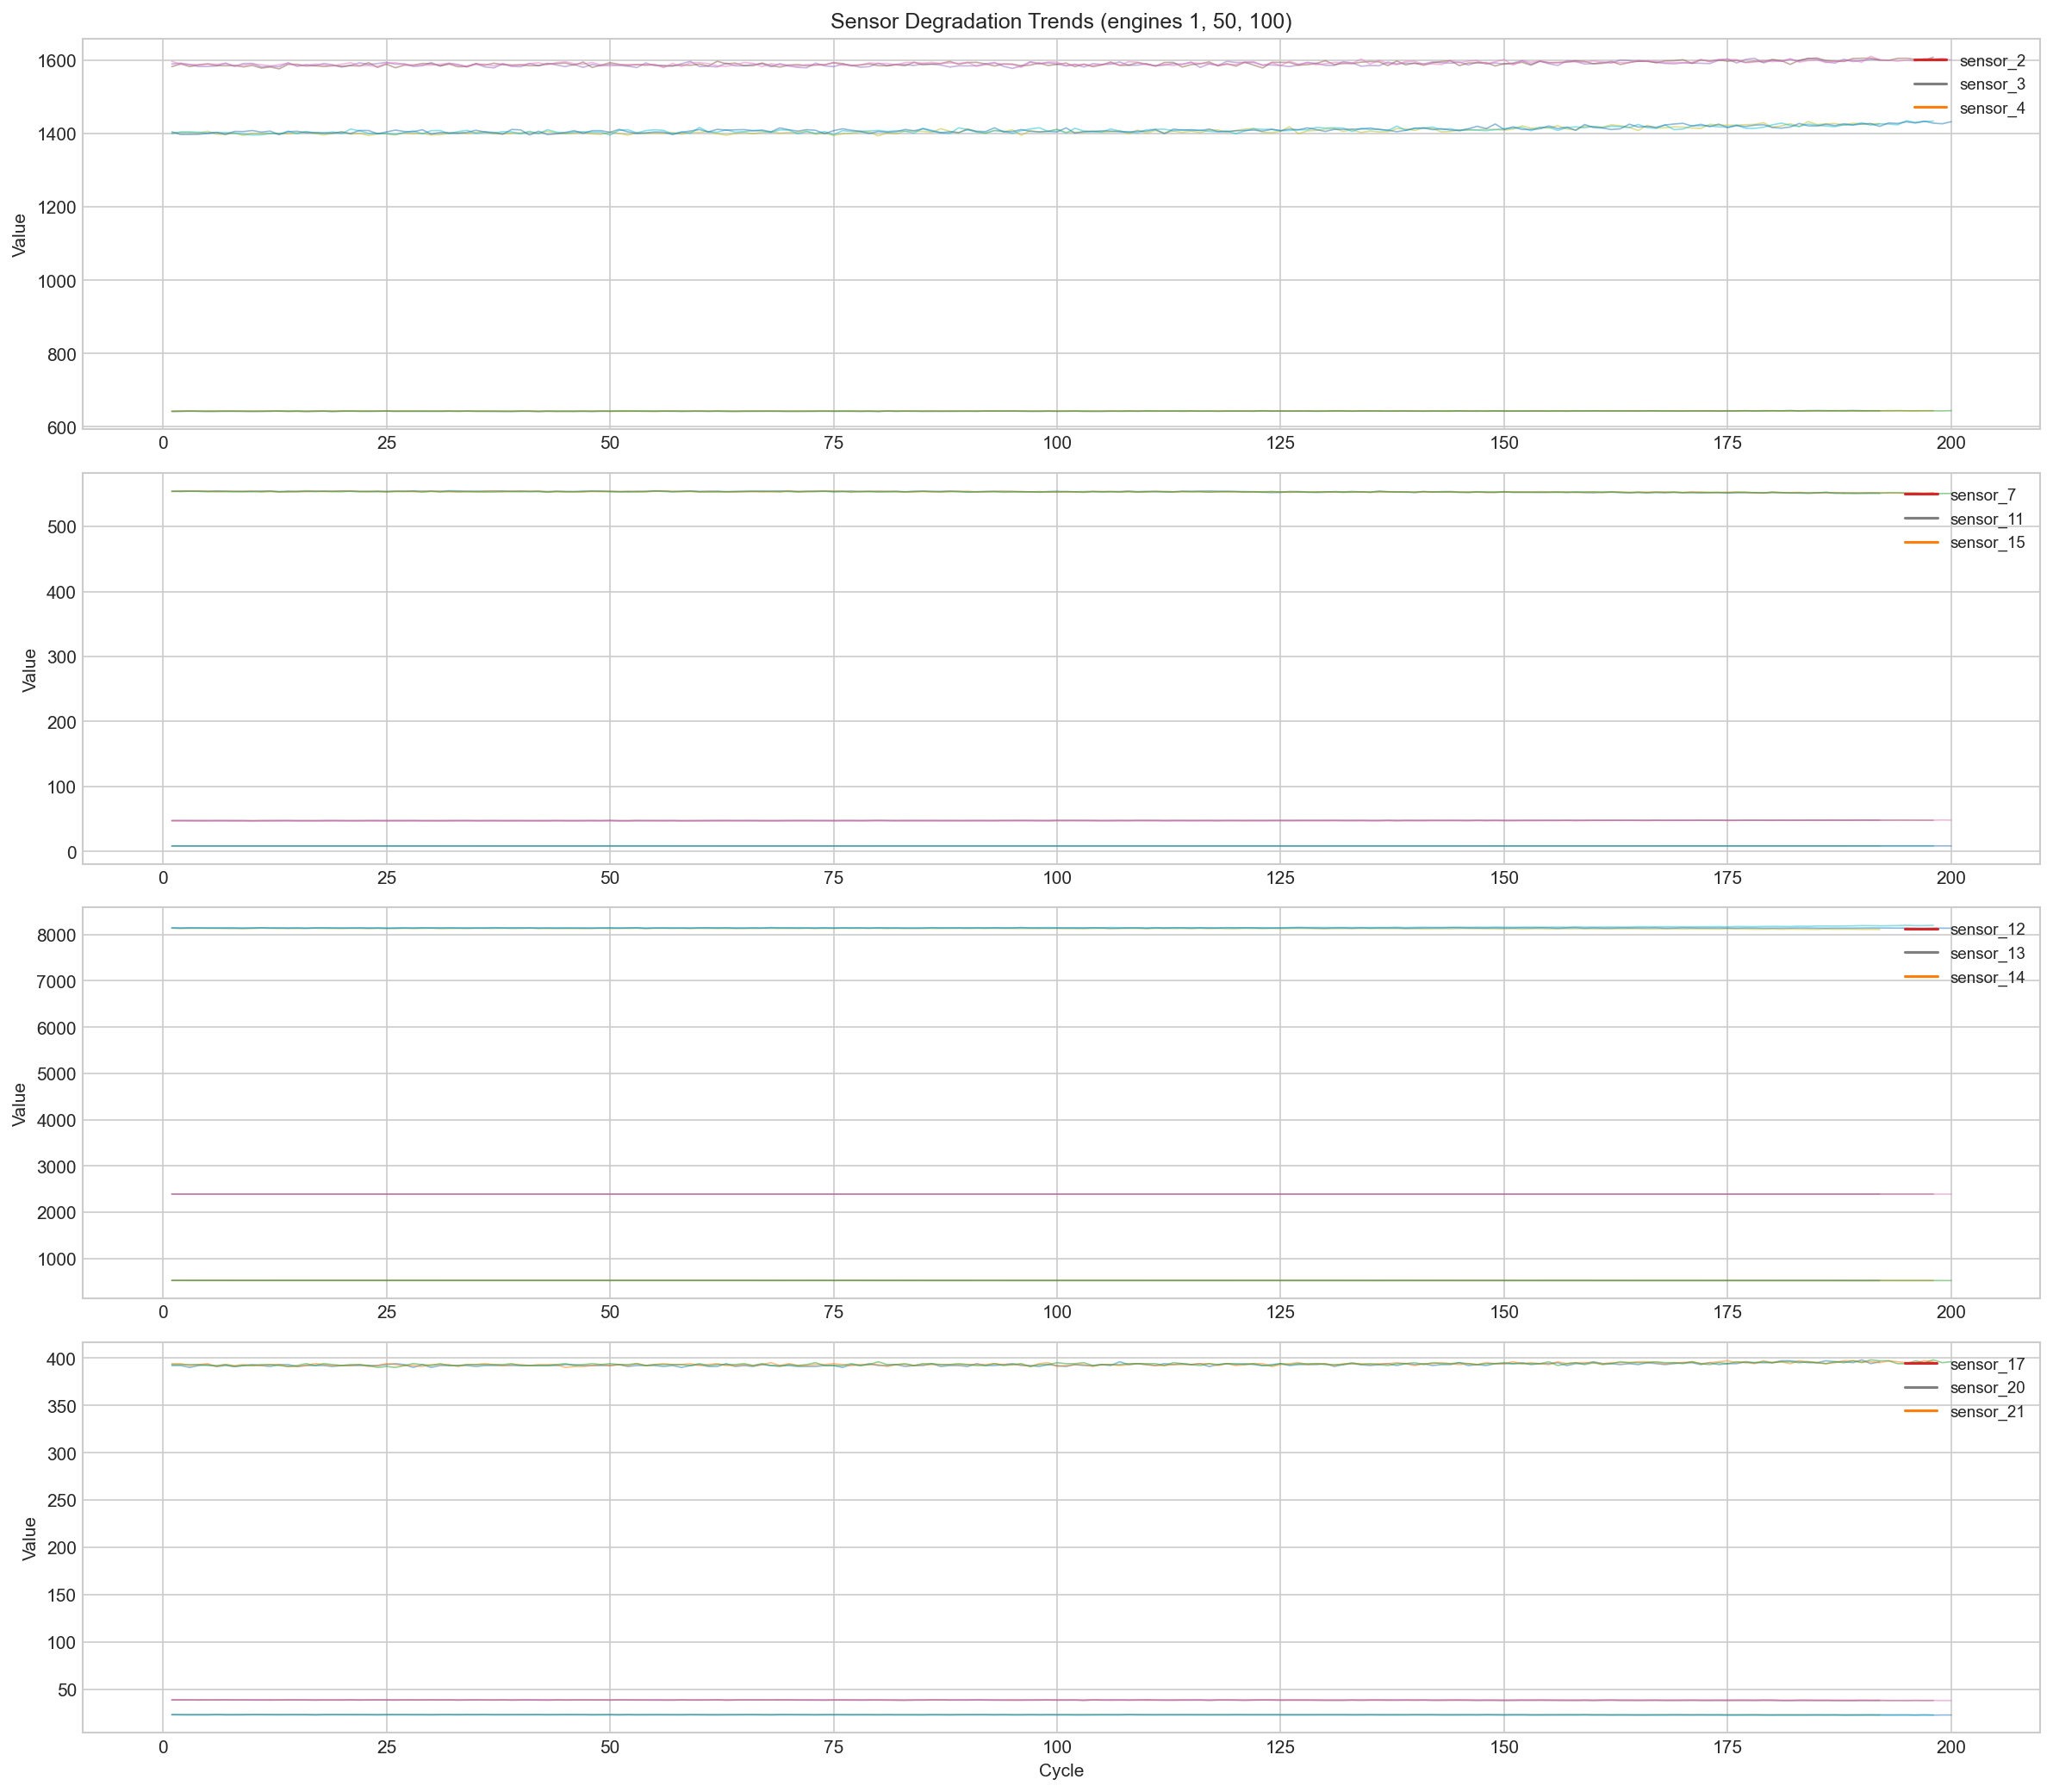 Sensor Degradation Trends (engines 1, 50, 100)
1600
1400
1200
1000
800
600
Value
sensor_2
sensor_3
sensor_4
0 25 50 75 100 125 150 175 200
500
400
300
200
100
0
Value
sensor_7
sensor_11
sensor_15
0 25 50 75 100 125 150 175 200
8000
7000
6000
5000
4000
3000
2000
1000
Value
sensor_12
sensor_13
sensor_14
0 25 50 75 100 125 150 175 200
400
350
300
250
200
150
100
50
Value
sensor_17
sensor_20
sensor_21
0 25 50 75 100 125 150 175 200
Cycle